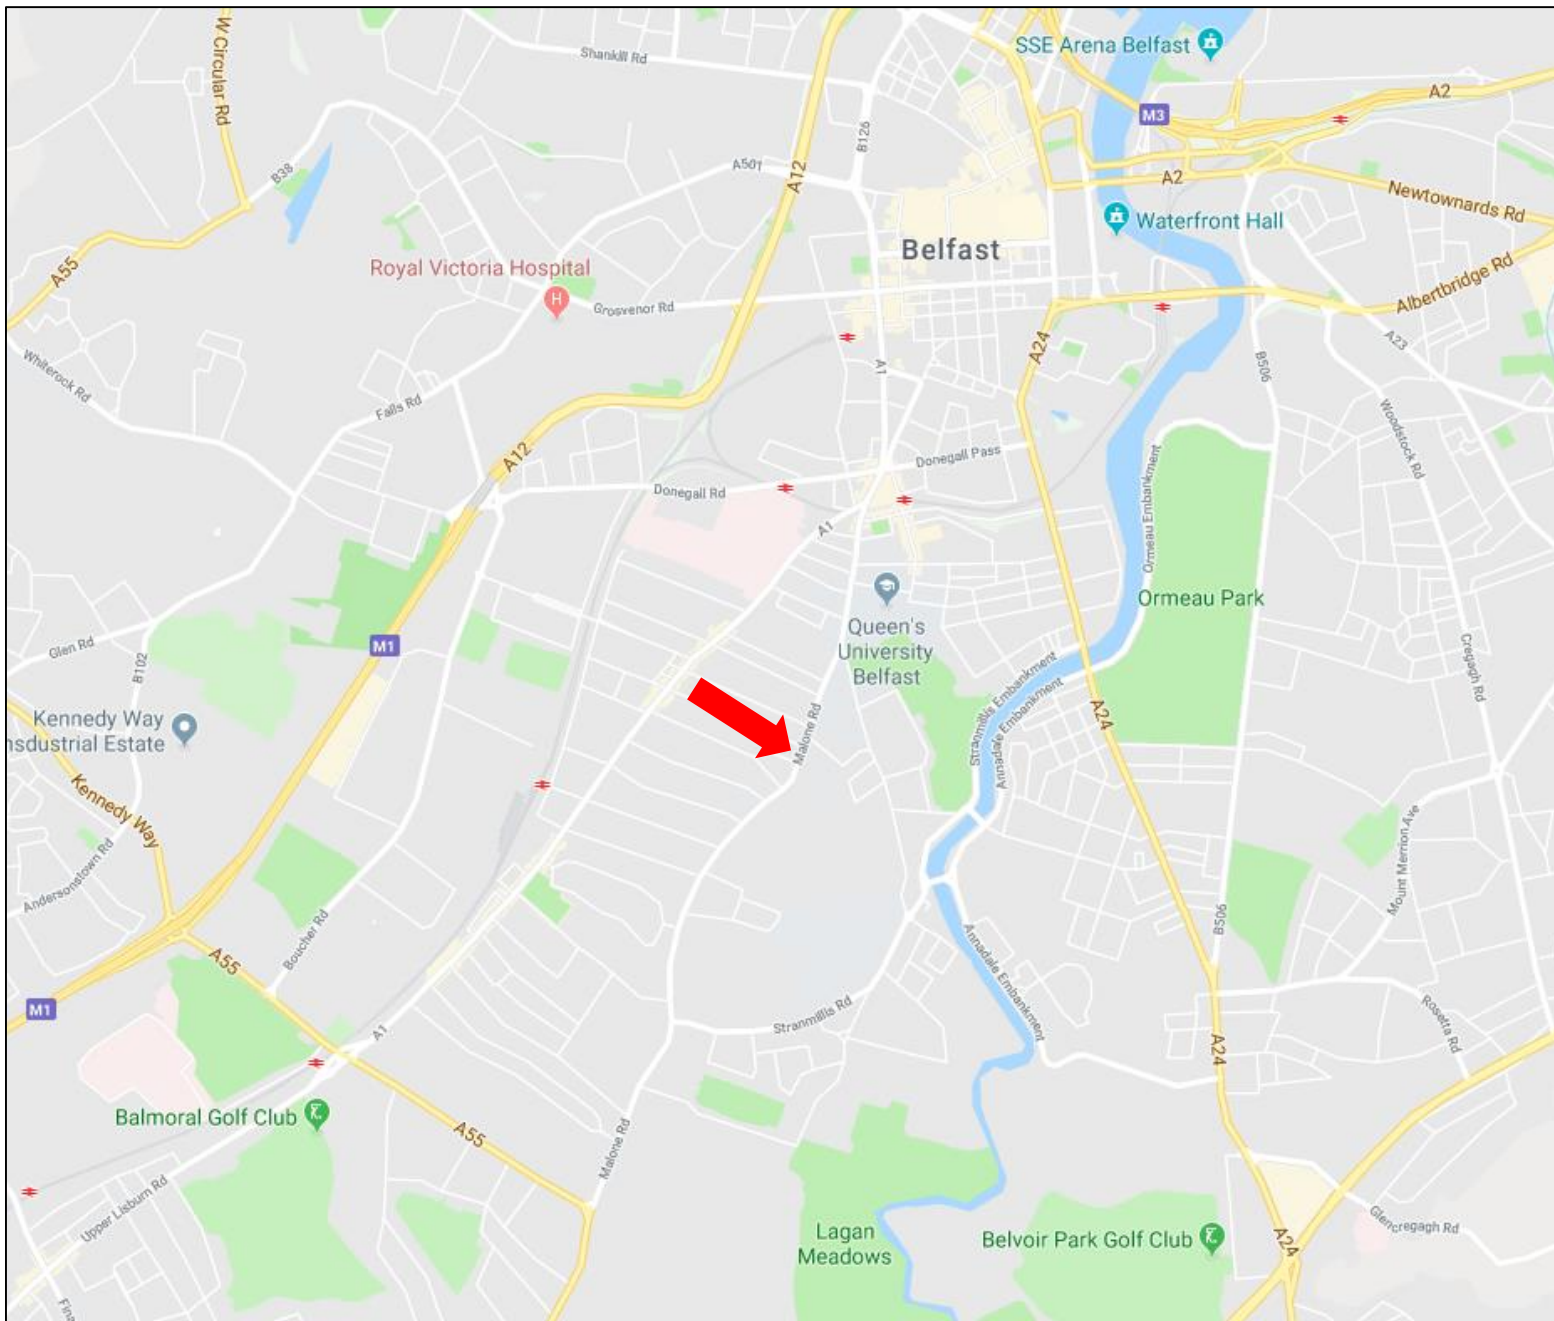 W Circular Rd
Shankill Rd
SSE Arena Belfast
A2
M3
B126
A12
A501
B38
A2
Newtownards Rd
Waterfront Hall
Belfast
A55
Royal Victoria Hospital
H
Grosvenor Rd
Albertbridge Rd
A24
A23
Whiterock Rd
A1
B506
Falls Rd
Woodstock Rd
A12
Donegall Pass
Donegall Rd
A1
Ormeau Embankment
Ormeau Park
Queen's
University
Belfast
M1
Glen Rd
B102
Cregagh Rd
Stranmillis Embankment
Annadale Embankment
A24
Malone Rd
Kennedy Way
nsdustrial Estate
Kennedy Way
Andersonstown Rd
Mount Merrion Ave
Boucher Rd
B506
A55
Annadale Embankment
M1
Stranmillis Rd
Rosetta Rd
A1
A24
Balmoral Golf Club
A55
Malone Rd
Upper Lisburn Rd
Lagan
Meadows
Belvoir Park Golf Club
A24
Glencregagh Rd
Fina